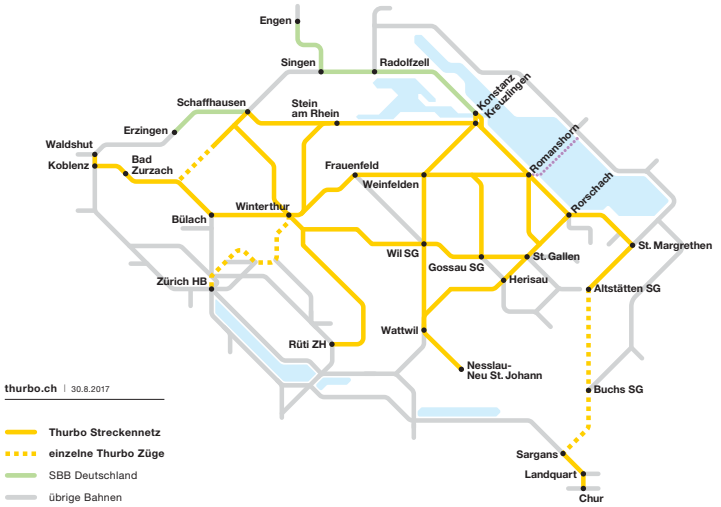 Engen
Singen
Radolfzell
Schaffhausen
Stein
am Rhein
Konstanz
Kreuzlingen
Erzingen
Waldshut
Koblenz
Bad
Zurzach
Frauenfeld
Weinfelden
Romanshorn
Bülach
Winterthur
Rorschach
Wil SG
Gossau SG
St. Gallen
St. Margrethen
Zürich HB
Herisau
Altstätten SG
Rüti ZH
Wattwil
Nesslau-
Neu St. Johann
Buchs SG
thurbo.ch | 30.8.2017
Thurbo Streckennetz
einzelne Thurbo Züge
SBB Deutschland
übrige Bahnen
Sargans
Landquart
Chur